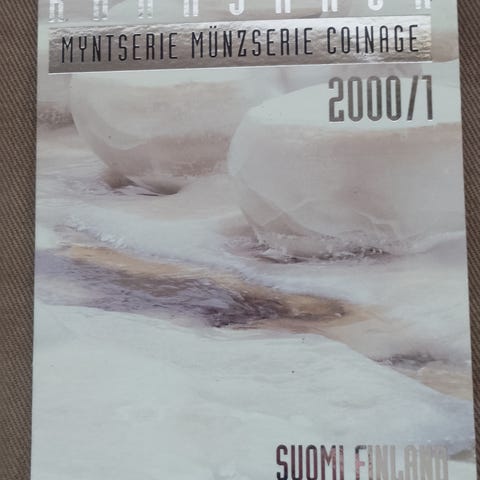 MYNTSERIE MÜNZSERIE COINAGE
2000/1
SUOMI FINLAND